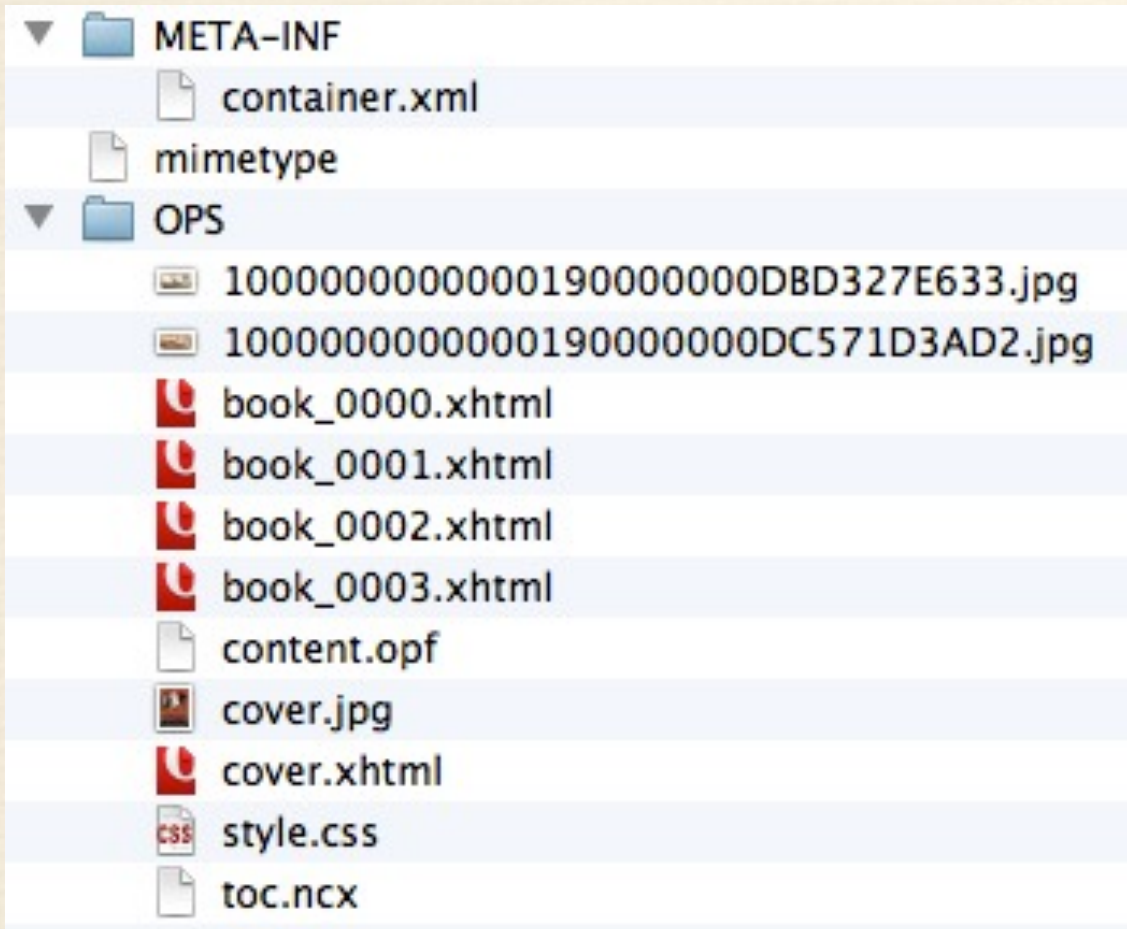 META-INF
container.xml
mimetype
OPS
1000000000000190000000DBD327E633.jpg
1000000000000190000000DC571D3AD2.jpg
book_0000.xhtml
book_0001.xhtml
book_0002.xhtml
book_0003.xhtml
content.opf
cover.jpg
cover.xhtml
CSS style.css
toc.ncx